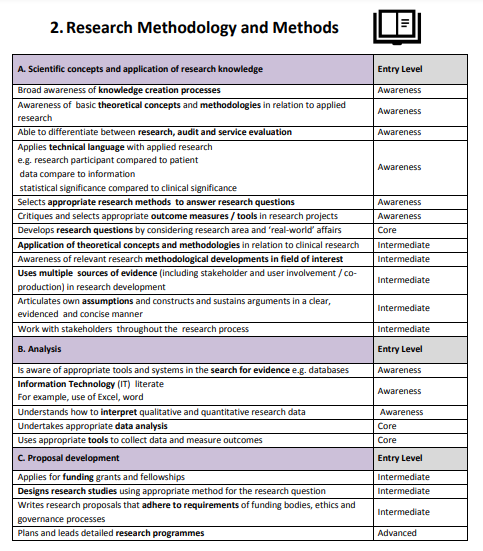 2. Research Methodology and Methods
A. Scientific concepts and application of research knowledge Entry Level
Broad awareness of knowledge creation processes Awareness
Awareness of basic theoretical concepts and methodologies in relation to applied
research Awareness
Able to differentiate between research, audit and service evaluation Awareness
Applies technical language with applied research
e.g. research participant compared to patient
data compare to information
statistical significance compared to clinical significance Awareness
Selects appropriate research methods to answer research questions Awareness
Critiques and selects appropriate outcome measures / tools in research projects Awareness
Develops research questions by considering research area and ‘real-world’ affairs Core
Application of theoretical concepts and methodologies in relation to clinical research Intermediate
Awareness of relevant research methodological developments in field of interest Intermediate
Uses multiple sources of evidence (including stakeholder and user involvement / co-
production) in research development Intermediate
Articulates own assumptions and constructs and sustains arguments in a clear,
evidenced and concise manner Intermediate
Work with stakeholders throughout the research process Intermediate
B. Analysis Entry Level
Is aware of appropriate tools and systems in the search for evidence e.g. databases Awareness
Information Technology (IT) literate
For example, use of Excel, word Awareness
Understands how to interpret qualitative and quantitative research data Awareness
Undertakes appropriate data analysis Core
Uses appropriate tools to collect data and measure outcomes Core
C. Proposal development Entry Level
Applies for funding grants and fellowships Intermediate
Designs research studies using appropriate method for the research question Intermediate
Writes research proposals that adhere to requirements of funding bodies, ethics and
governance processes Intermediate
Plans and leads detailed research programmes Advanced